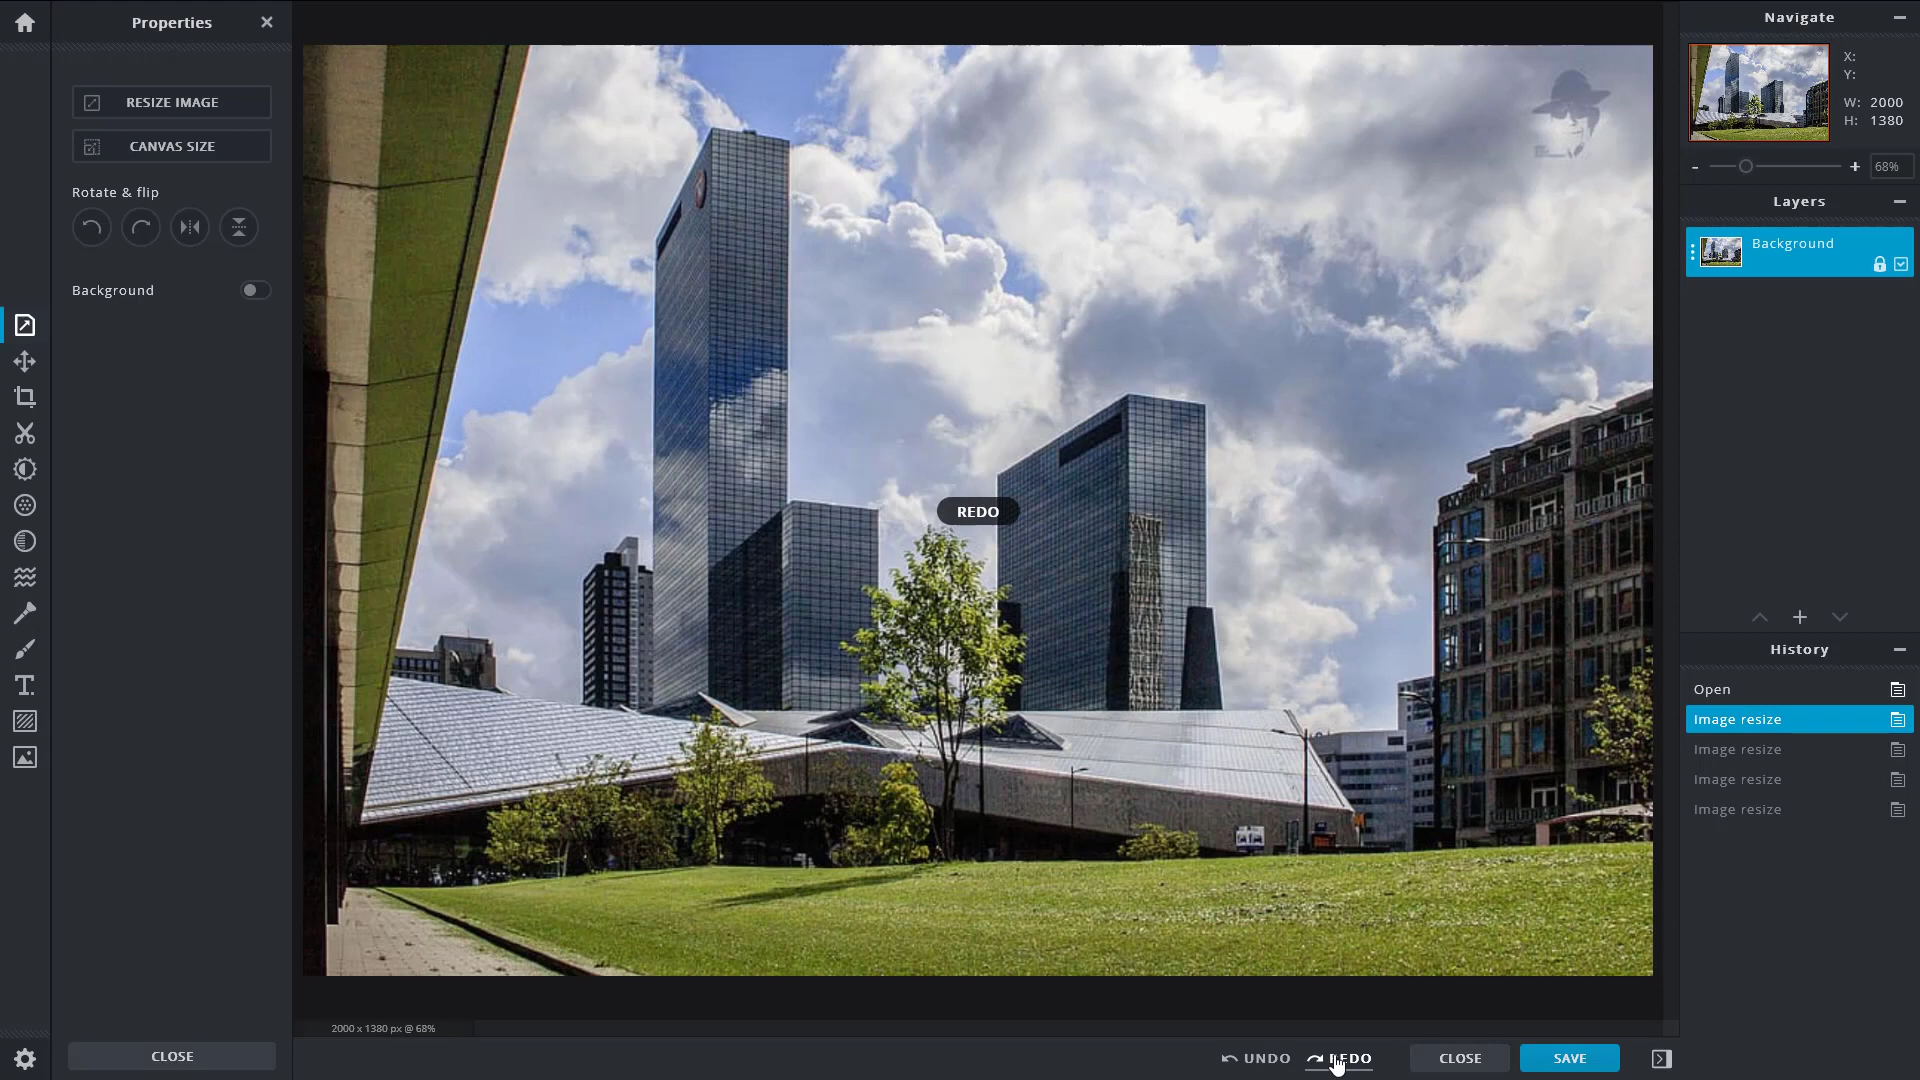 Properties
RESIZE IMAGE
CANVAS SIZE
Rotate & flip
Background
CLOSE
REDO
2000 x 1380 px @ 68%
UNDO
REDO
CLOSE
SAVE
Navigate
X:
Y:
W: 2000
H: 1380
- + 68%
Layers
Background
History
Open
Image resize
Image resize
Image resize
Image resize